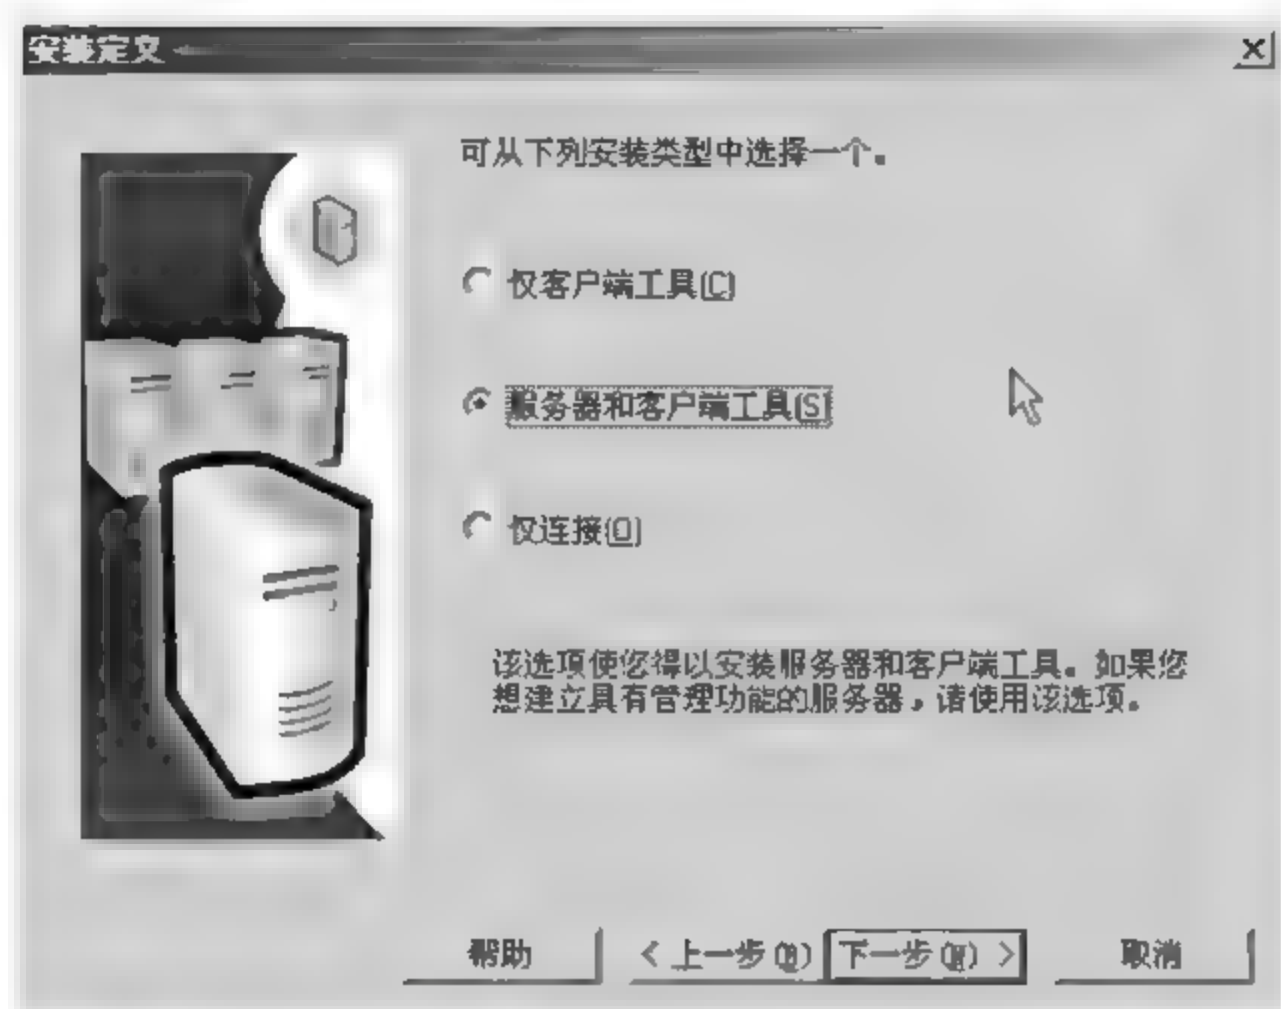 安装定义
可从下列安装类型中选择一个。
仅客户端工具(C)
服务器和客户端工具(S)
仅连接(O)
该选项使您得以安装服务器和客户端工具。如果您
想建立具有管理功能的服务器，请使用该选项。
帮助
< 上一步(B)
下一步(N) >
取消